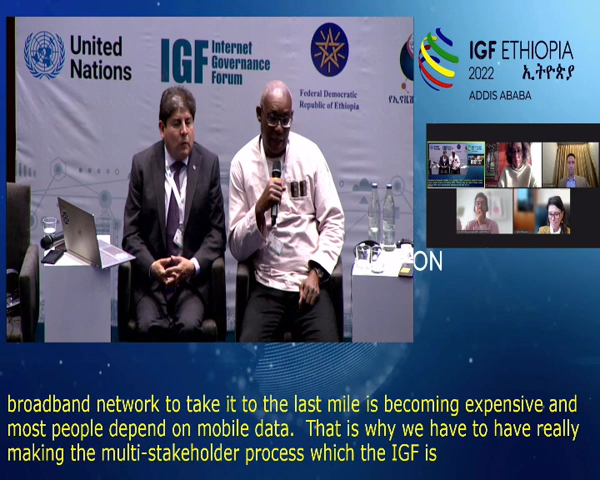 United
Nations
IGF Internet
Governance
Forum
Federal Democratic
Republic of Ethiopia
IGF ETHIOPIA
2022 ኢትዮጵያ
ADDIS ABABA
ON
broadband network to take it to the last mile is becoming expensive and
most people depend on mobile data.  That is why we have to have really
making the multi-stakeholder process which the IGF is